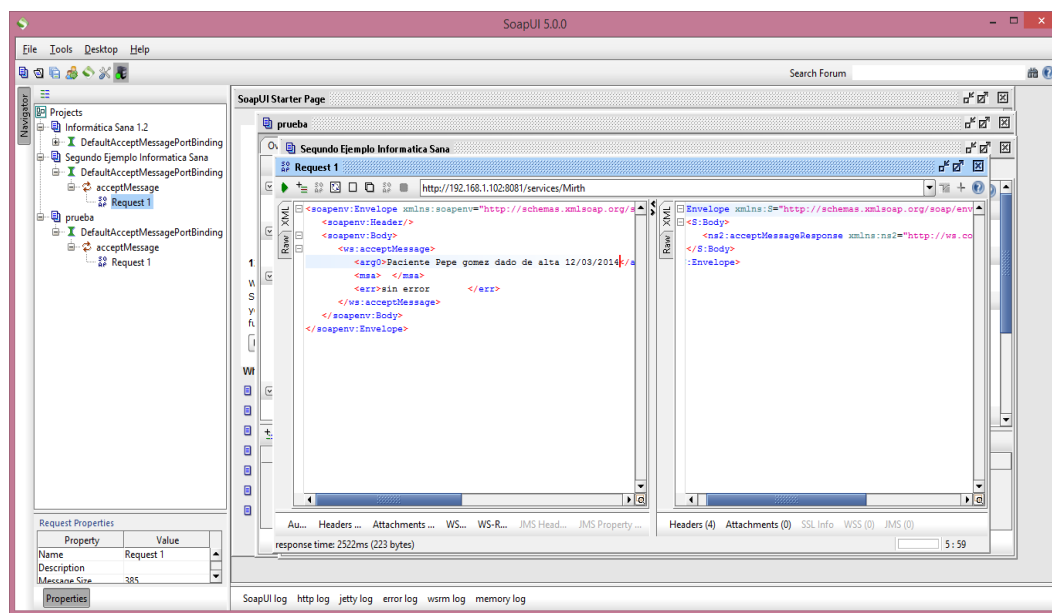 SoapUI 5.0.0
File Tools Desktop Help
Search Forum
Navigator
Projects
Informática Sana 1.2
DefaultAcceptMessagePortBinding
Segundo Ejemplo Informatica Sana
DefaultAcceptMessagePortBinding
acceptMessage
Request 1
prueba
DefaultAcceptMessagePortBinding
acceptMessage
Request 1
SoapUI Starter Page
prueba
Segundo Ejemplo Informatica Sana
Request 1
http://192.168.1.102:8081/services/Mirth
XML
Raw
<soapenv:Envelope xmlns:soapenv="http://schemas.xmlsoap.org/s
<soapenv:Header/>
<soapenv:Body>
<ws:acceptMessage>
<arg0>Paciente Pepe gomez dado de alta 12/03/2014</a
<msa> </msa>
<err>sin error </err>
</ws:acceptMessage>
</soapenv:Body>
</soapenv:Envelope>
XML
Raw
Envelope xmlns:S="http://schemas.xmlsoap.org/soap/env
<S:Body>
<ns2:acceptMessageResponse xmlns:ns2="http://ws.co
</S:Body>
:Envelope>
Au... Headers ... Attachments ... WS... WS-R... JMS Head... JMS Property ...
Headers (4) Attachments (0) SSL Info WSS (0) JMS (0)
response time: 2522ms (223 bytes)
5 : 59
Request Properties
Property Value
Name Request 1
Description
Message Size 385
Properties
SoapUI log http log jetty log error log wsrm log memory log